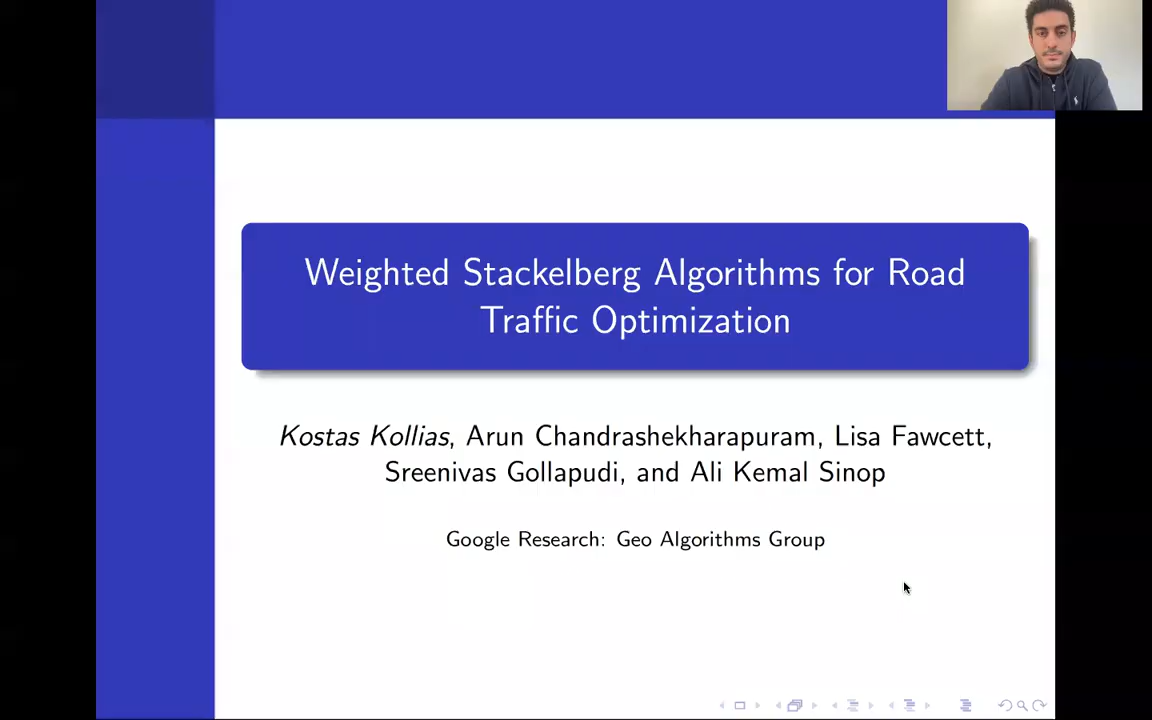 Weighted Stackelberg Algorithms for Road
Traffic Optimization
Kostas Kollias, Arun Chandrashekharapuram, Lisa Fawcett,
Sreenivas Gollapudi, and Ali Kemal Sinop
Google Research: Geo Algorithms Group